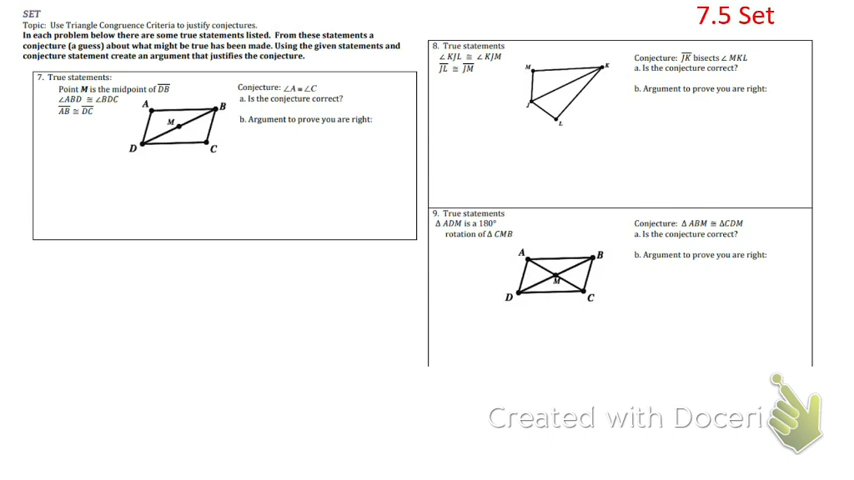 7.5 Set
SET
Topic: Use Triangle Congruence Criteria to justify conjectures.
In each problem below there are some true statements listed. From these statements a
conjecture (a guess) about what might be true has been made. Using the given statements and
conjecture statement create an argument that justifies the conjecture.
7. True statements:
Point M is the midpoint of DB
∠ABD ≅ ∠BDC
AB ≅ DC
Conjecture: ∠A ≅ ∠C
a. Is the conjecture correct?
b. Argument to prove you are right:
A
B
M
D
C
8. True statements
∠ KJL ≅ ∠ KJM
JL ≅ JM
Conjecture: JK bisects ∠ MKL
a. Is the conjecture correct?
b. Argument to prove you are right:
M
K
J
L
9. True statements
Δ ADM is a 180°
rotation of Δ CMB
Conjecture: Δ ABM ≅ ΔCDM
a. Is the conjecture correct?
b. Argument to prove you are right:
A
B
M
D
C
Created with Doceri